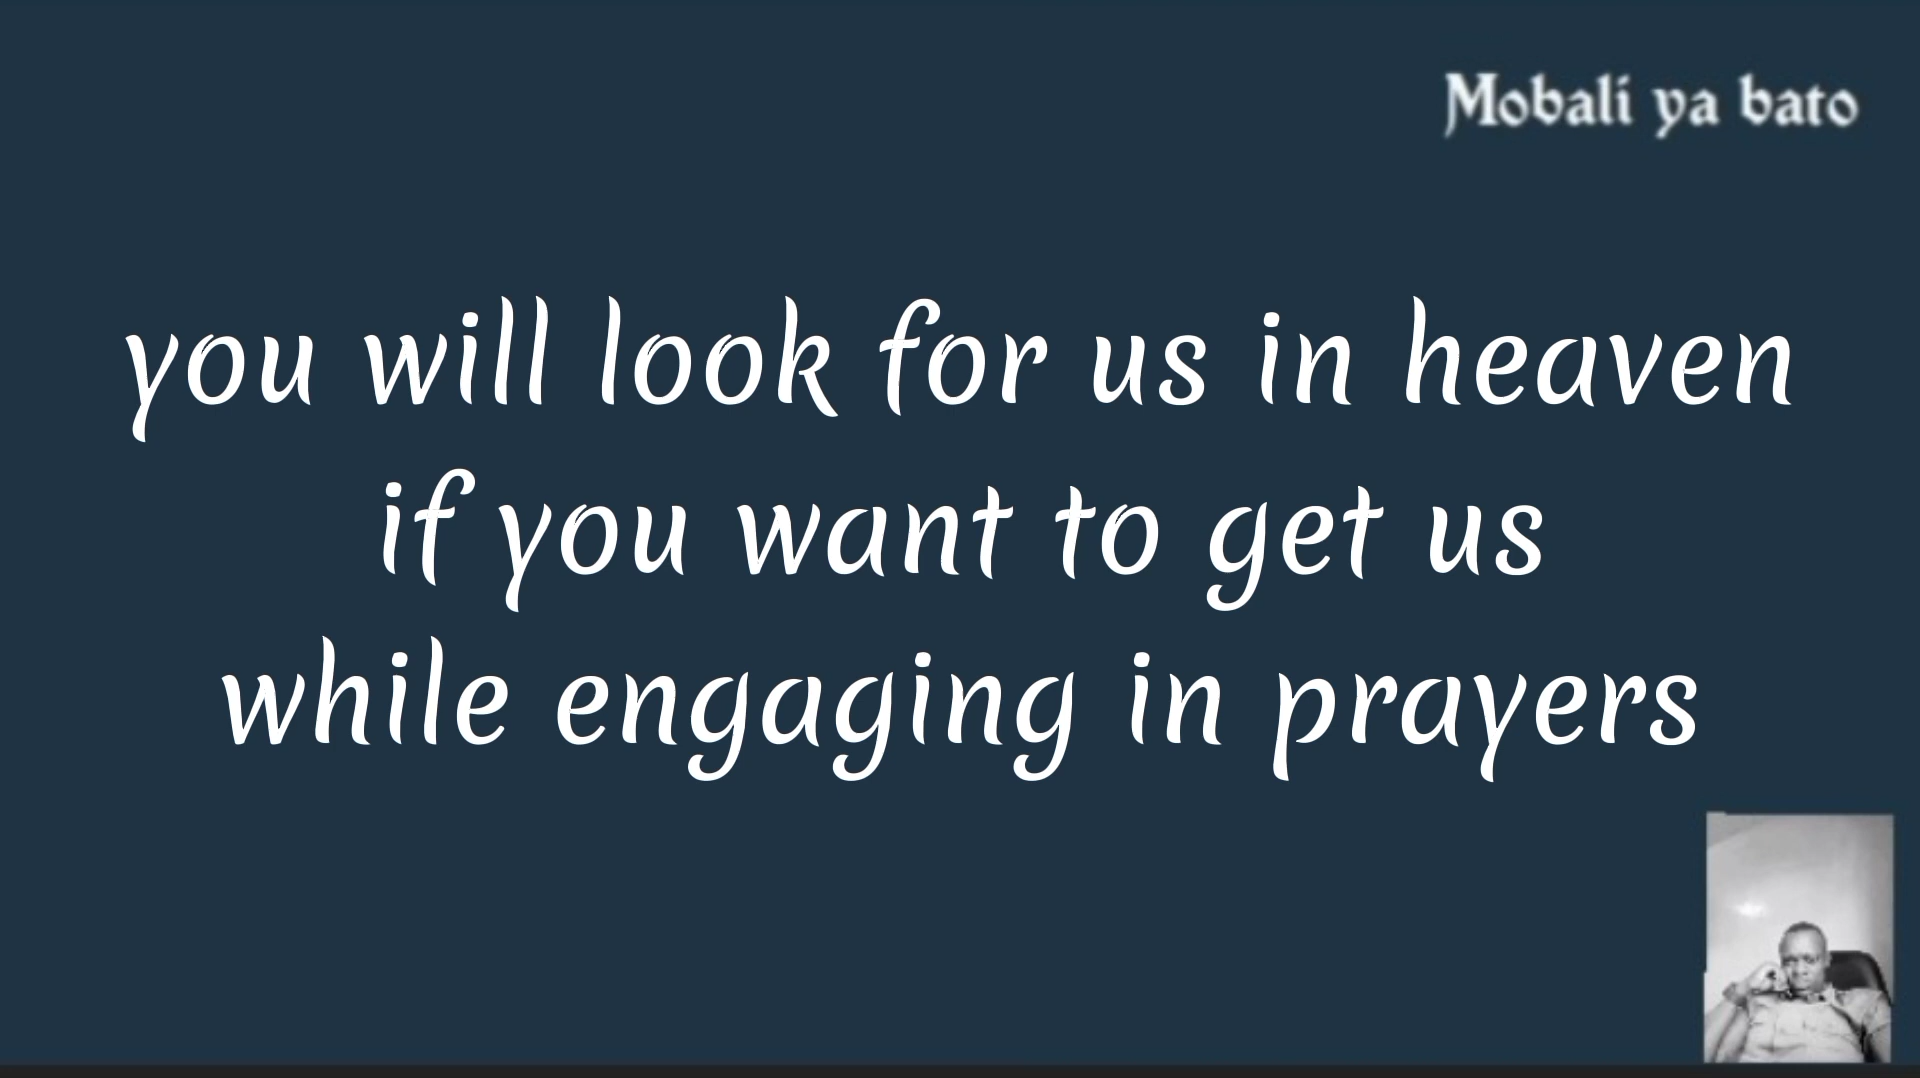 Mobali ya bato
you will look for us in heaven
if you want to get us
while engaging in prayers